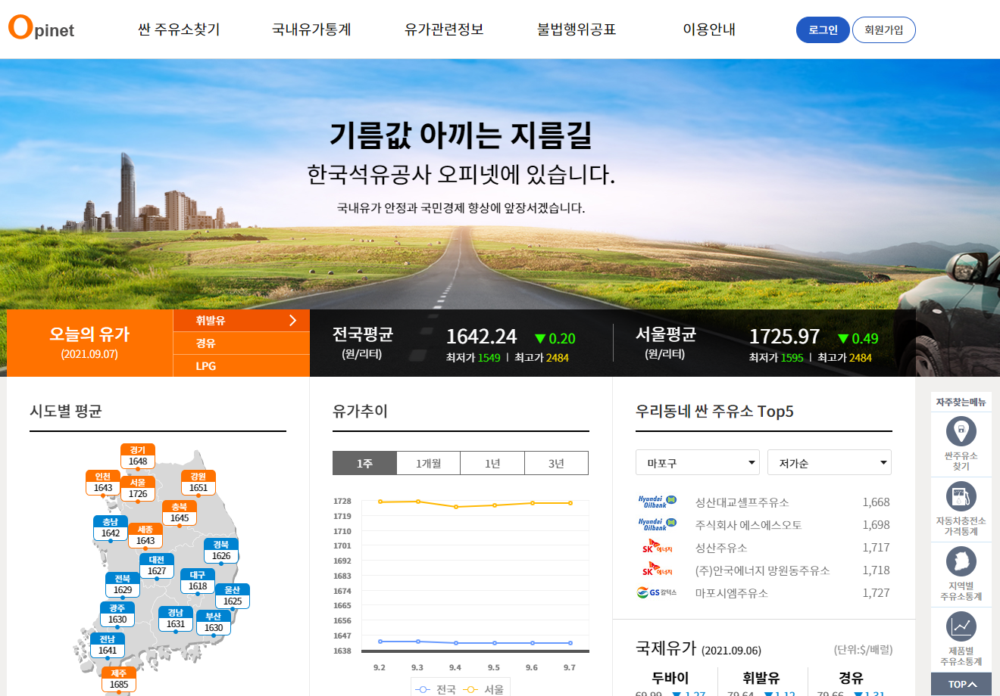 Opinet
싼 주유소찾기
국내유가통계
유가관련정보
불법행위공표
이용안내
로그인
회원가입
기름값 아끼는 지름길
한국석유공사 오피넷에 있습니다.
국내유가 안정과 국민경제 향상에 앞장서겠습니다.
오늘의 유가
(2021.09.07)
휘발유
경유
LPG
전국평균
(원/리터)
1642.24 ▼0.20
최저가 1549 | 최고가 2484
서울평균
(원/리터)
1725.97 ▼0.49
최저가 1595 | 최고가 2484
시도별 평균
경기
1648
인천
1643
서울
1726
강원
1651
충북
1645
충남
1642
세종
1643
경북
1626
대전
1627
대구
1618
전북
1629
울산
1625
광주
1630
경남
1631
부산
1630
전남
1641
제주
1685
유가추이
1주
1개월
1년
3년
1728
1719
1710
1701
1692
1683
1674
1665
1656
1647
1638
9.2 9.3 9.4 9.5 9.6 9.7
전국 서울
우리동네 싼 주유소 Top5
마포구
저가순
Hyundai Oilbank 성산대교셀프주유소 1,668
Hyundai Oilbank 주식회사 에스에스오토 1,698
SK에너지 성산주유소 1,717
SK에너지 (주)안국에너지 망원동주유소 1,718
GS칼텍스 마포시엠주유소 1,727
국제유가 (2021.09.06)
(단위:$/배럴)
두바이 휘발유 경유
69.99 ▼1.27 79.64 ▼1.12 79.66 ▼1.31
자주찾는메뉴
싼주유소
찾기
자동차충전소
가격통계
지역별
주유소통계
제품별
주유소통계
TOP